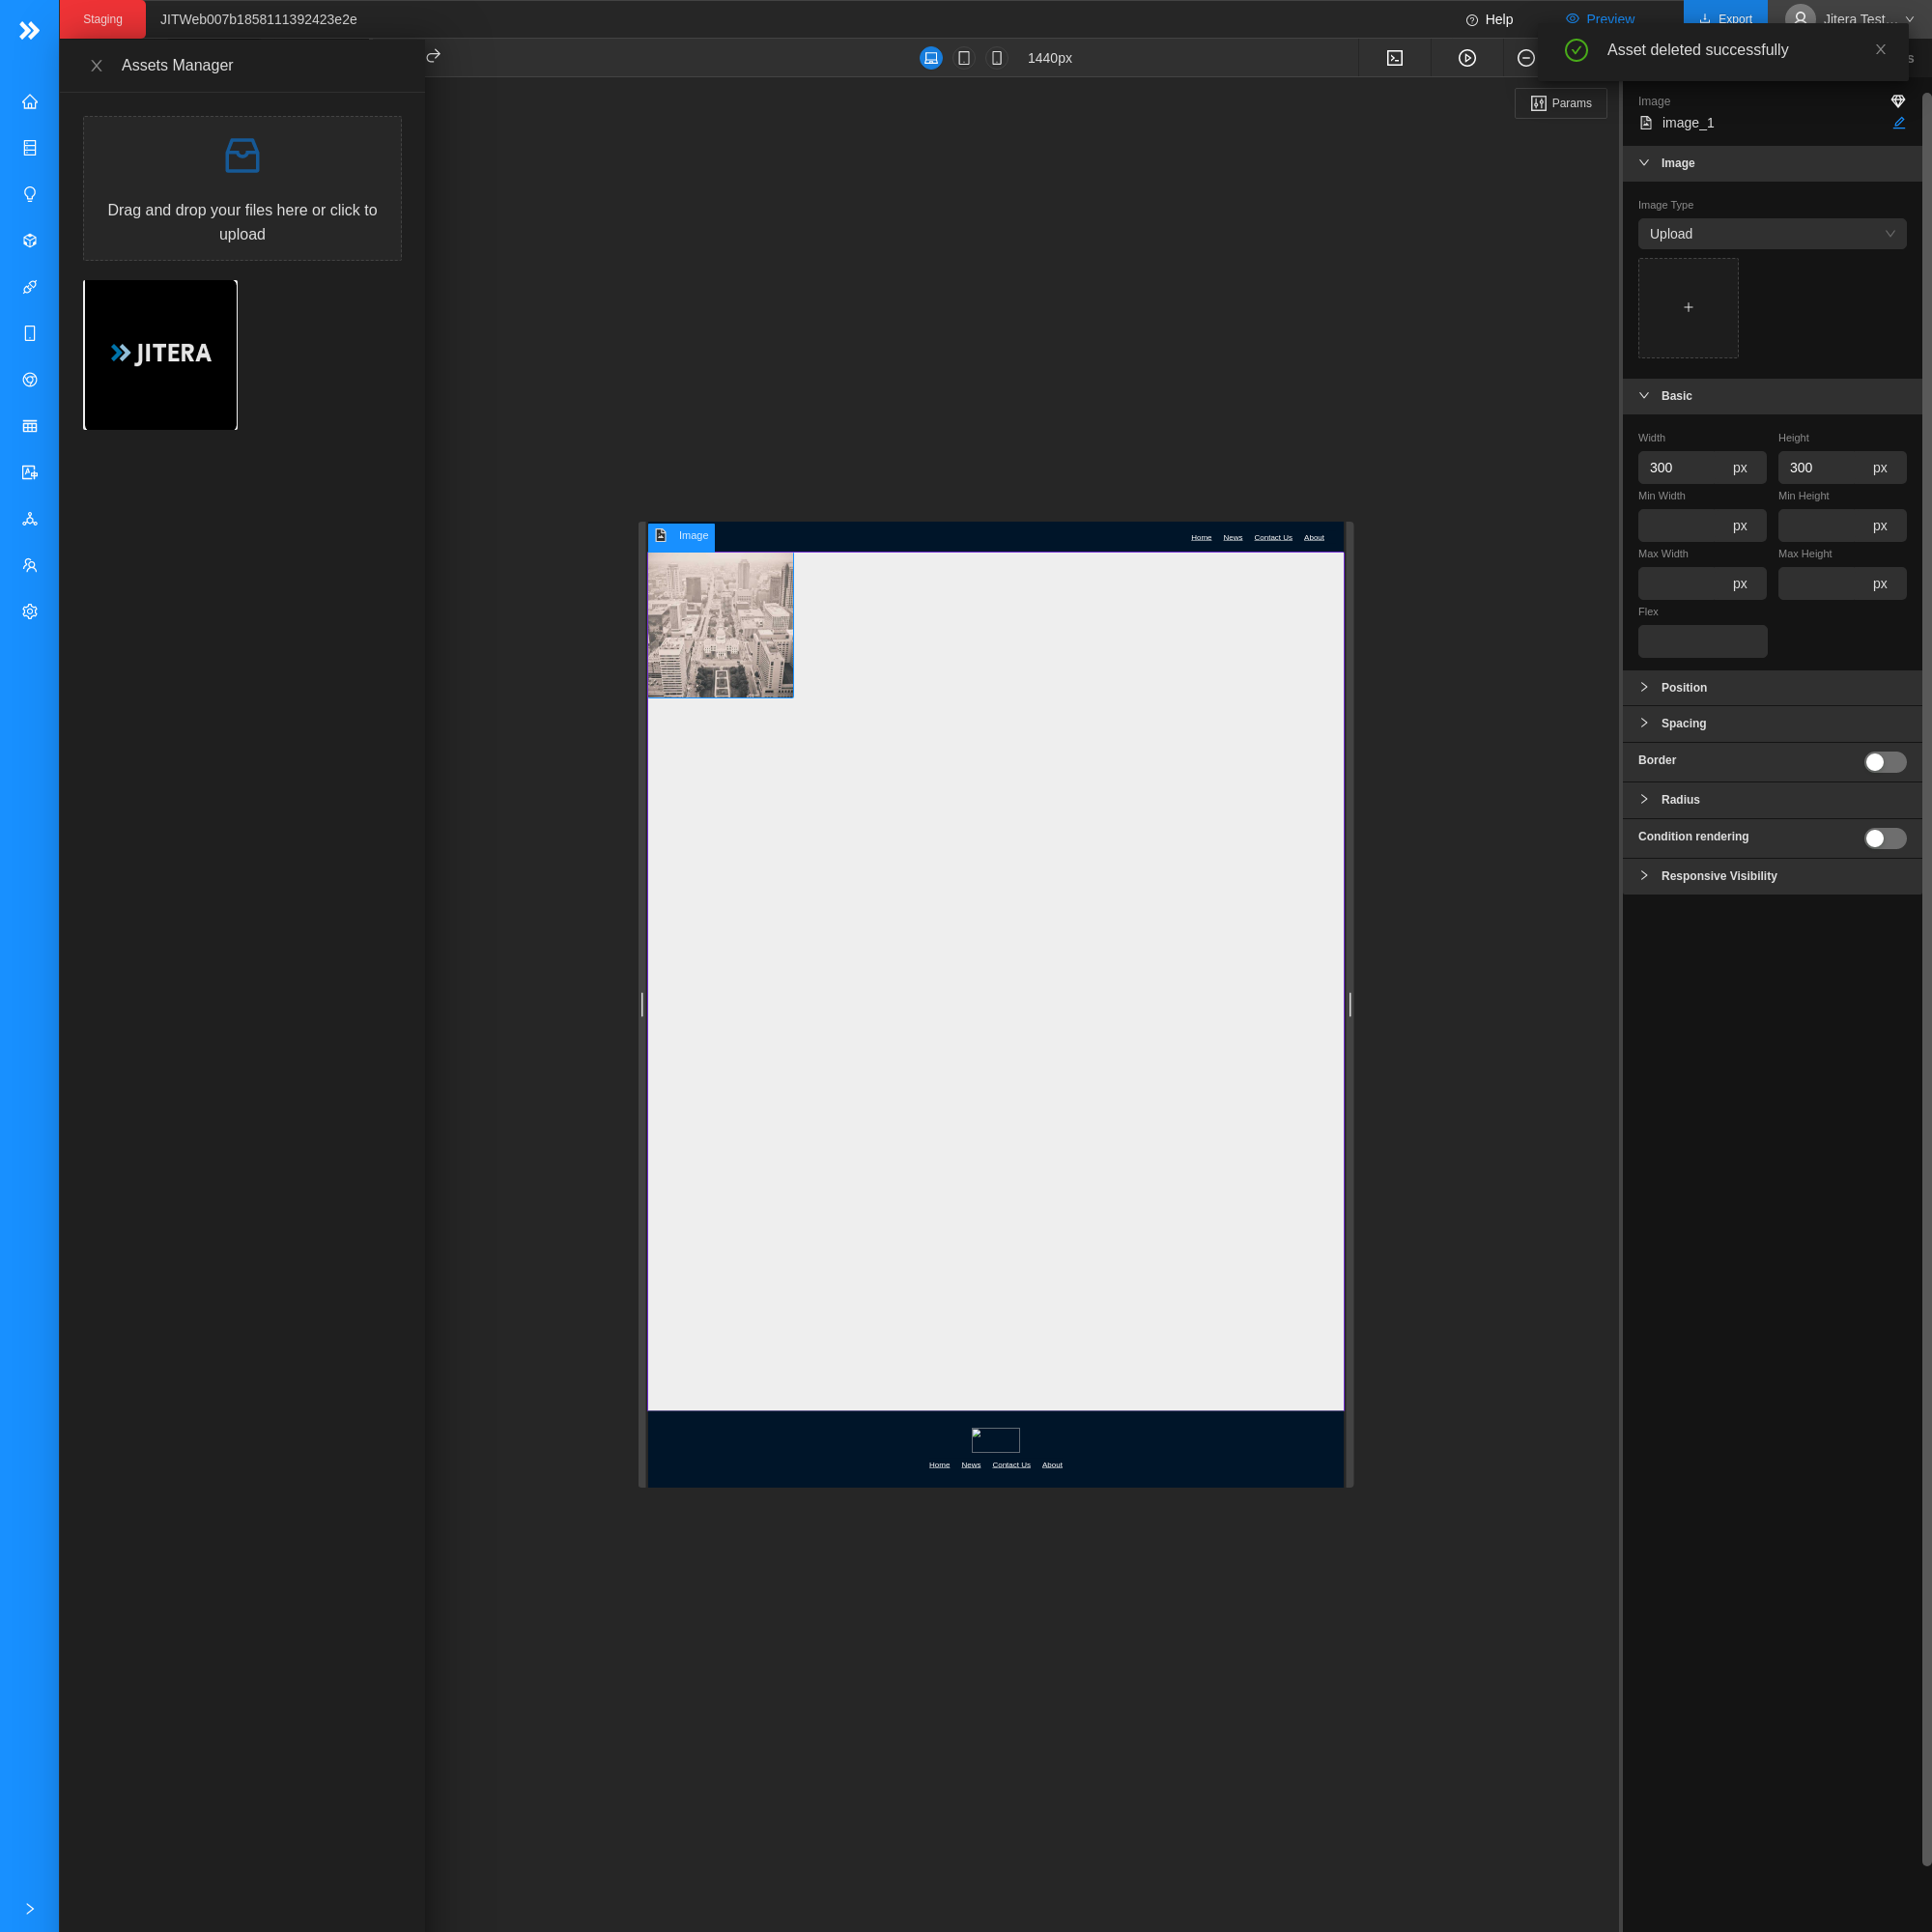 Staging
JITWeb007b1858111392423e2e
Help
Preview
Export
Jitera Test...
Asset deleted successfully
Assets Manager
1440px
Params
Drag and drop your files here or click to
upload
JITERA
Image
image_1
Image
Image Type
Upload
Basic
Width
Height
300 px
300 px
Min Width
Min Height
px
px
Max Width
Max Height
px
px
Flex
Position
Spacing
Border
Radius
Condition rendering
Responsive Visibility
Image
Home News Contact Us About
Home News Contact Us About